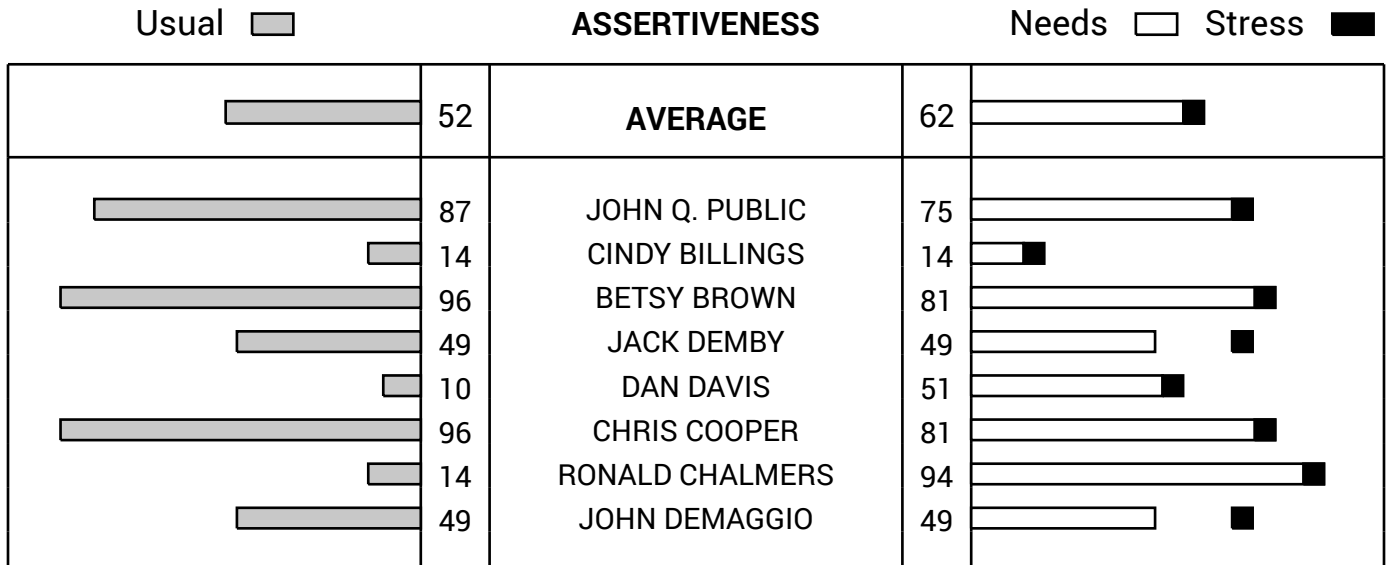 Usual ASSERTIVENESS Needs Stress
52 AVERAGE 62
87 JOHN Q. PUBLIC 75
14 CINDY BILLINGS 14
96 BETSY BROWN 81
49 JACK DEMBY 49
10 DAN DAVIS 51
96 CHRIS COOPER 81
14 RONALD CHALMERS 94
49 JOHN DEMAGGIO 49